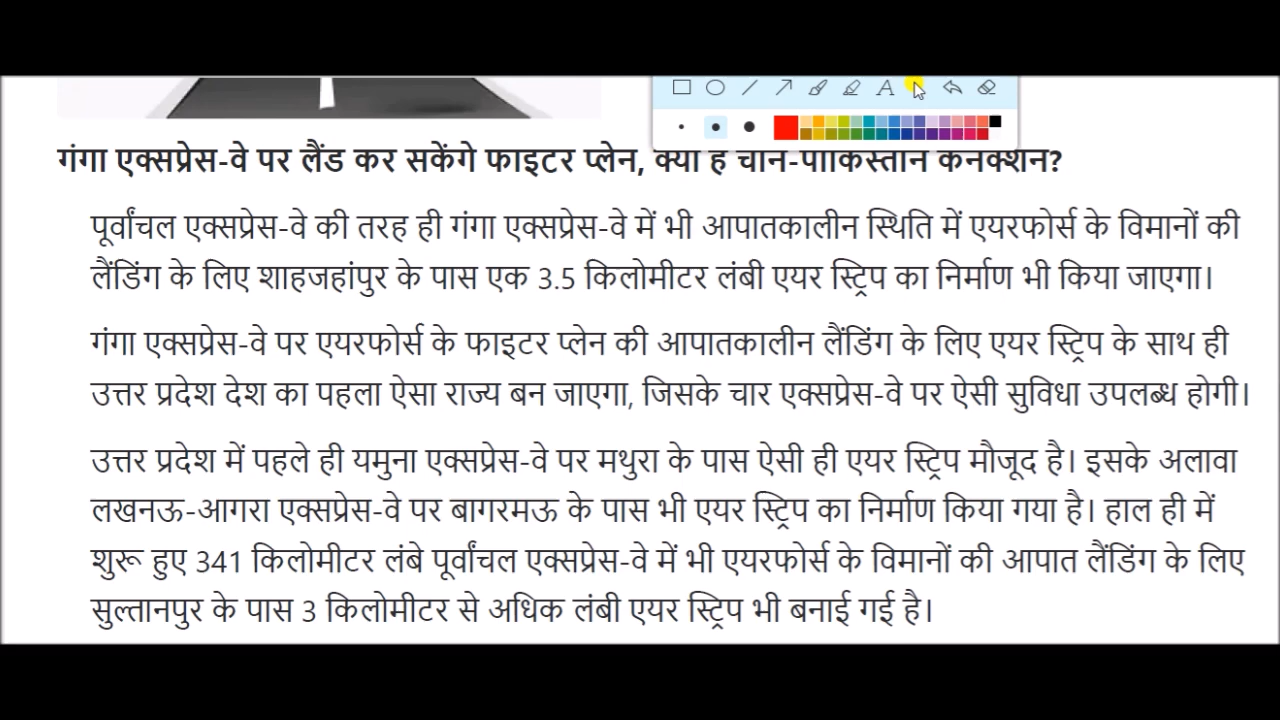 गंगा एक्सप्रेस-वे पर लैंड कर सकेंगे फाइटर प्लेन, क्या है चीन-पाकिस्तान कनेक्शन?
पूर्वांचल एक्सप्रेस-वे की तरह ही गंगा एक्सप्रेस-वे में भी आपातकालीन स्थिति में एयरफोर्स के विमानों की
लैंडिंग के लिए शाहजहांपुर के पास एक 3.5 किलोमीटर लंबी एयर स्ट्रिप का निर्माण भी किया जाएगा।
गंगा एक्सप्रेस-वे पर एयरफोर्स के फाइटर प्लेन की आपातकालीन लैंडिंग के लिए एयर स्ट्रिप के साथ ही
उत्तर प्रदेश देश का पहला ऐसा राज्य बन जाएगा, जिसके चार एक्सप्रेस-वे पर ऐसी सुविधा उपलब्ध होगी।
उत्तर प्रदेश में पहले ही यमुना एक्सप्रेस-वे पर मथुरा के पास ऐसी ही एयर स्ट्रिप मौजूद है। इसके अलावा
लखनऊ-आगरा एक्सप्रेस-वे पर बागरमऊ के पास भी एयर स्ट्रिप का निर्माण किया गया है। हाल ही में
शुरू हुए 341 किलोमीटर लंबे पूर्वांचल एक्सप्रेस-वे में भी एयरफोर्स के विमानों की आपात लैंडिंग के लिए
सुल्तानपुर के पास 3 किलोमीटर से अधिक लंबी एयर स्ट्रिप भी बनाई गई है।